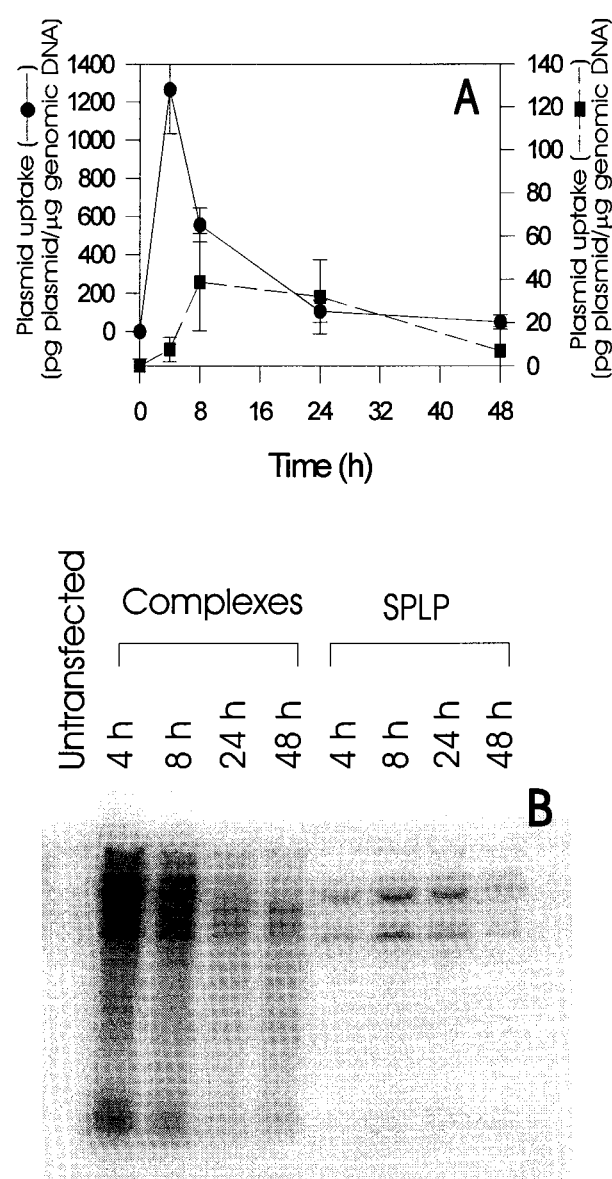 Plasmid uptake (—●—)
(pg plasmid/µg genomic DNA)
1400
1200
1000
800
600
400
200
0
A
140
120
100
80
60
40
20
0
Plasmid uptake (—■—)
(pg plasmid/µg genomic DNA)
0 8 16 24 32 40 48
Time (h)
Untransfected
Complexes
SPLP
4 h
8 h
24 h
48 h
4 h
8 h
24 h
48 h
B